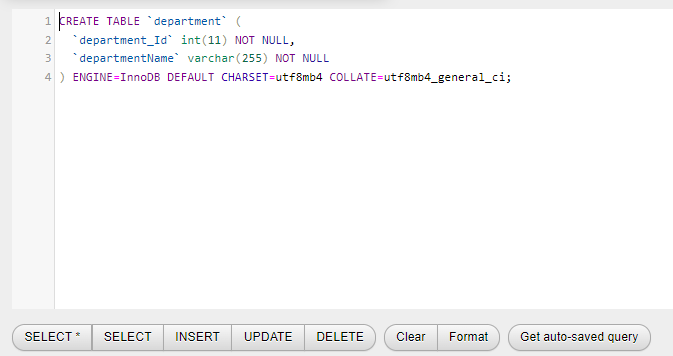 1 CREATE TABLE `department` (
2 `department_Id` int(11) NOT NULL,
3 `departmentName` varchar(255) NOT NULL
4 ) ENGINE=InnoDB DEFAULT CHARSET=utf8mb4 COLLATE=utf8mb4_general_ci;
SELECT * SELECT INSERT UPDATE DELETE Clear Format Get auto-saved query